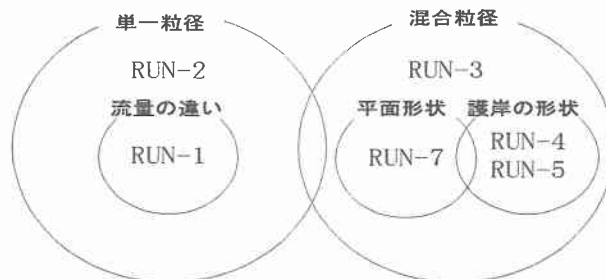 単一粒径
混合粒径
RUN-2
RUN-3
流量の違い
平面形状
護岸の形状
RUN-1
RUN-7
RUN-4
RUN-5